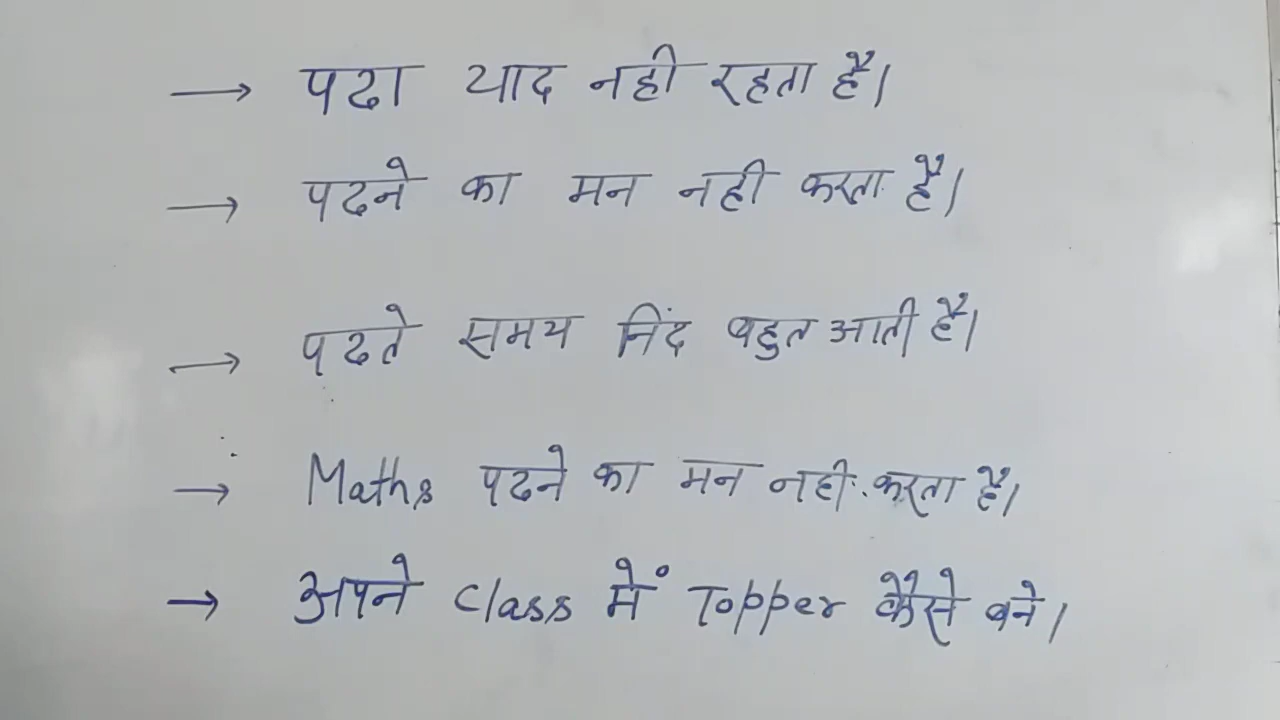 → पढा याद नही रहता है।
→ पढने का मन नही करता है।
→ पढते समय निंद बहुत आती है।
→ Maths पढने का मन नही करता है।
→ अपने Class में Topper कैसे बने।